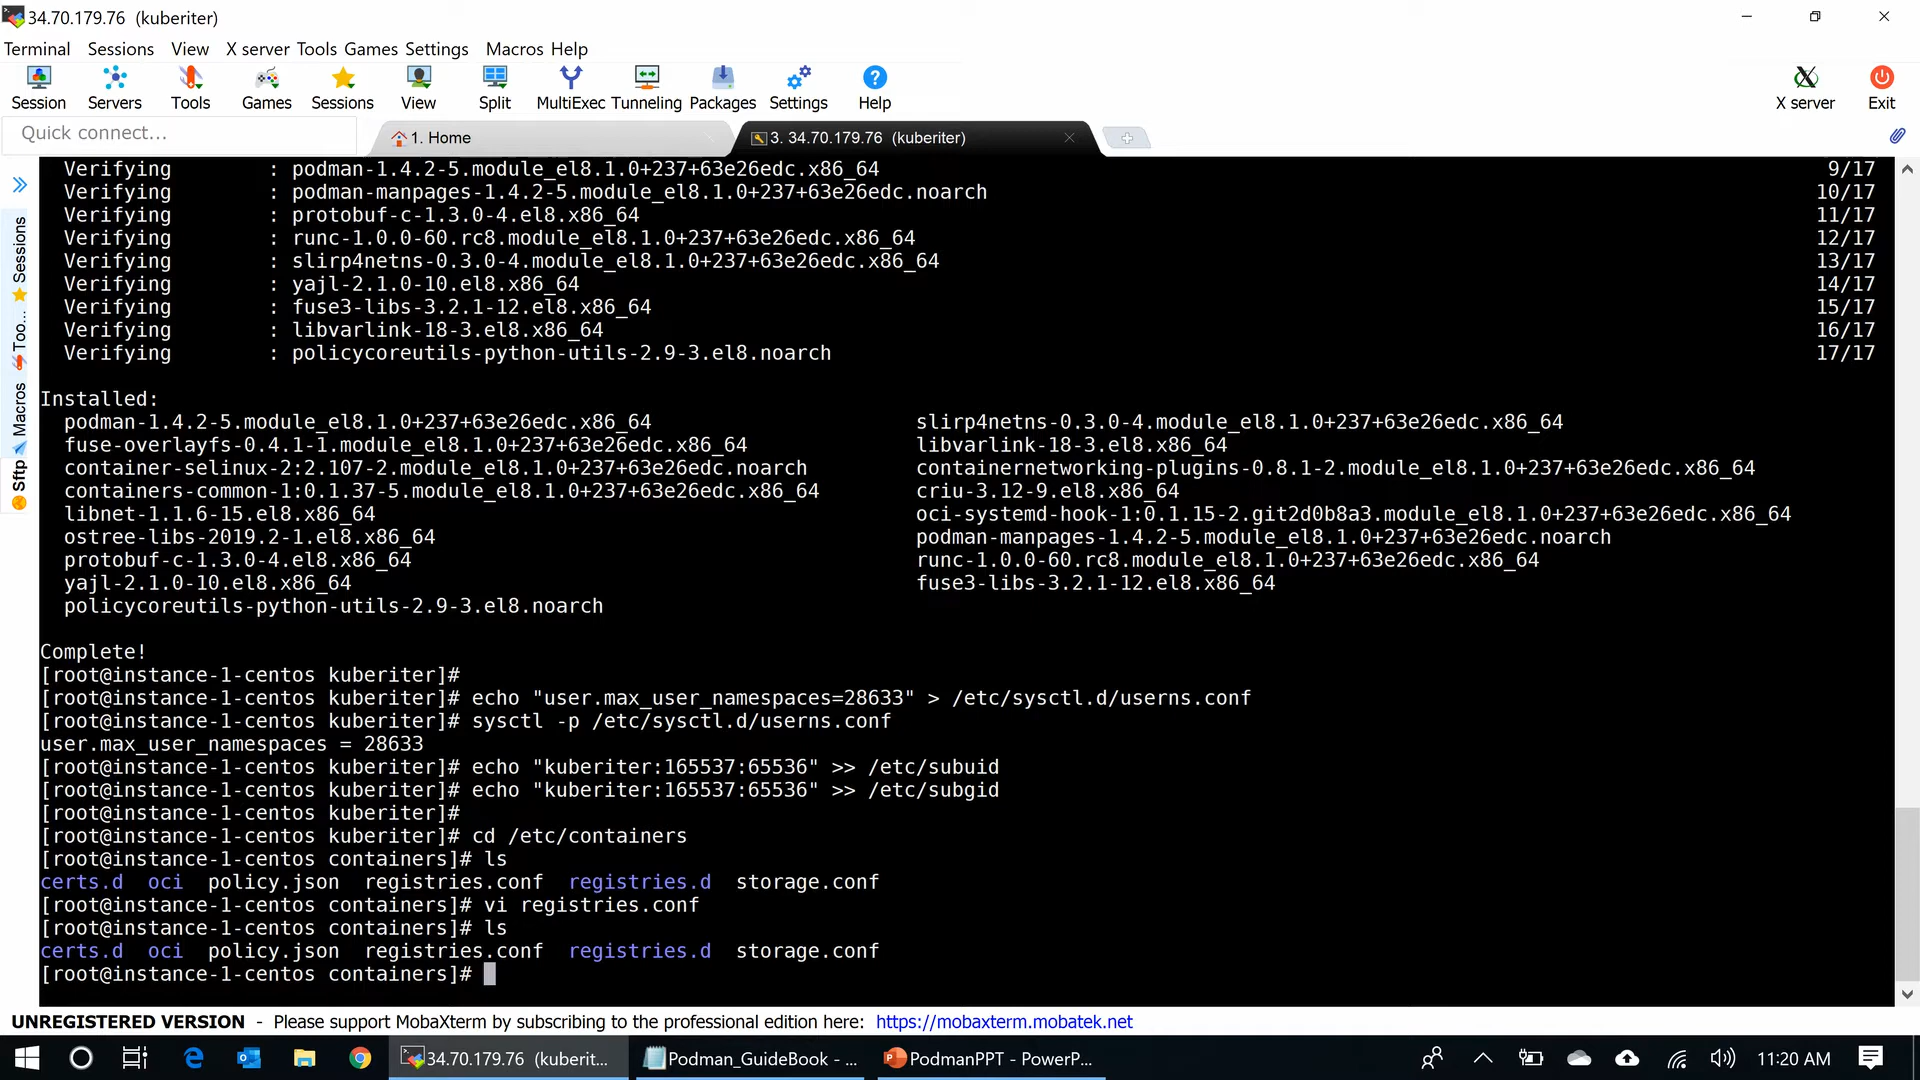 34.70.179.76 (kuberiter)
Terminal Sessions View X server Tools Games Settings Macros Help
Session Servers Tools Games Sessions View Split MultiExec Tunneling Packages Settings Help X server Exit
Quick connect...
1. Home
3. 34.70.179.76 (kuberiter)
Sessions
Too...
Macros
Sftp
Verifying : podman-1.4.2-5.module_el8.1.0+237+63e26edc.x86_64 9/17
Verifying : podman-manpages-1.4.2-5.module_el8.1.0+237+63e26edc.noarch 10/17
Verifying : protobuf-c-1.3.0-4.el8.x86_64 11/17
Verifying : runc-1.0.0-60.rc8.module_el8.1.0+237+63e26edc.x86_64 12/17
Verifying : slirp4netns-0.3.0-4.module_el8.1.0+237+63e26edc.x86_64 13/17
Verifying : yajl-2.1.0-10.el8.x86_64 14/17
Verifying : fuse3-libs-3.2.1-12.el8.x86_64 15/17
Verifying : libvarlink-18-3.el8.x86_64 16/17
Verifying : policycoreutils-python-utils-2.9-3.el8.noarch 17/17
Installed:
podman-1.4.2-5.module_el8.1.0+237+63e26edc.x86_64 slirp4netns-0.3.0-4.module_el8.1.0+237+63e26edc.x86_64
fuse-overlayfs-0.4.1-1.module_el8.1.0+237+63e26edc.x86_64 libvarlink-18-3.el8.x86_64
container-selinux-2:2.107-2.module_el8.1.0+237+63e26edc.noarch containernetworking-plugins-0.8.1-2.module_el8.1.0+237+63e26edc.x86_64
containers-common-1:0.1.37-5.module_el8.1.0+237+63e26edc.x86_64 criu-3.12-9.el8.x86_64
libnet-1.1.6-15.el8.x86_64 oci-systemd-hook-1:0.1.15-2.git2d0b8a3.module_el8.1.0+237+63e26edc.x86_64
ostree-libs-2019.2-1.el8.x86_64 podman-manpages-1.4.2-5.module_el8.1.0+237+63e26edc.noarch
protobuf-c-1.3.0-4.el8.x86_64 runc-1.0.0-60.rc8.module_el8.1.0+237+63e26edc.x86_64
yajl-2.1.0-10.el8.x86_64 fuse3-libs-3.2.1-12.el8.x86_64
policycoreutils-python-utils-2.9-3.el8.noarch
Complete!
[root@instance-1-centos kuberiter]#
[root@instance-1-centos kuberiter]# echo "user.max_user_namespaces=28633" > /etc/sysctl.d/userns.conf
[root@instance-1-centos kuberiter]# sysctl -p /etc/sysctl.d/userns.conf
user.max_user_namespaces = 28633
[root@instance-1-centos kuberiter]# echo "kuberiter:165537:65536" >> /etc/subuid
[root@instance-1-centos kuberiter]# echo "kuberiter:165537:65536" >> /etc/subgid
[root@instance-1-centos kuberiter]#
[root@instance-1-centos kuberiter]# cd /etc/containers
[root@instance-1-centos containers]# ls
certs.d oci policy.json registries.conf registries.d storage.conf
[root@instance-1-centos containers]# vi registries.conf
[root@instance-1-centos containers]# ls
certs.d oci policy.json registries.conf registries.d storage.conf
[root@instance-1-centos containers]#
UNREGISTERED VERSION - Please support MobaXterm by subscribing to the professional edition here: https://mobaxterm.mobatek.net
34.70.179.76 (kuberit... Podman_GuideBook - ... PodmanPPT - PowerP... 11:20 AM